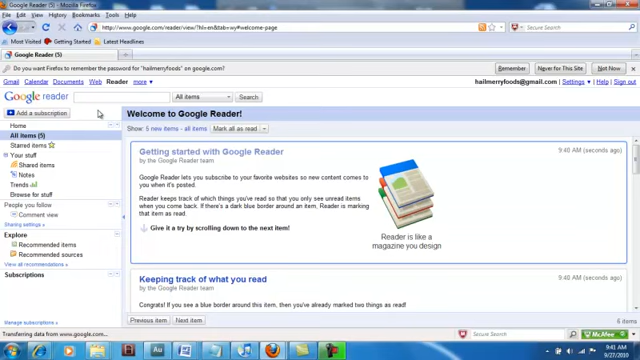 Google Reader (5) - Mozilla Firefox
File Edit View History Bookmarks Tools Help
http://www.google.com/reader/view/?hl=en&tab=wy#welcome-page
Google
McAfee
Most Visited Getting Started Latest Headlines
Google Reader (5)
Do you want Firefox to remember the password for "hailmerryfoods" on google.com?
Remember Never for This Site Not Now
Gmail Calendar Documents Web Reader more
hailmerryfoods@gmail.com | Settings | Help | Sign out
Google reader
All items
Search
Add a subscription
Welcome to Google Reader!
Home
All items (5)
Starred items
Your stuff
Shared items
Notes
Trends
Browse for stuff
People you follow
Comment view
Sharing settings
Explore
Recommended items
Recommended sources
View all recommendations
Subscriptions
Manage subscriptions
Show: 5 new items - all items Mark all as read
Getting started with Google Reader 9:40 AM (seconds ago)
by the Google Reader team
Google Reader lets you subscribe to your favorite websites so new content comes to
you when it's posted.
Reader keeps track of which things you've read so that you only see unread items
when you come back. If there's a dark blue border around an item, Reader is marking
that item as read.
Give it a try by scrolling down to the next item!
Reader is like a
magazine you design
Keeping track of what you read 9:40 AM (seconds ago)
by the Google Reader team
Congrats! If you see a blue border around this item, then you've already marked two things as read!
Previous item Next item 6 items
Transferring data from www.google.com...
Secure Search
McAfee
9:41 AM
9/27/2010